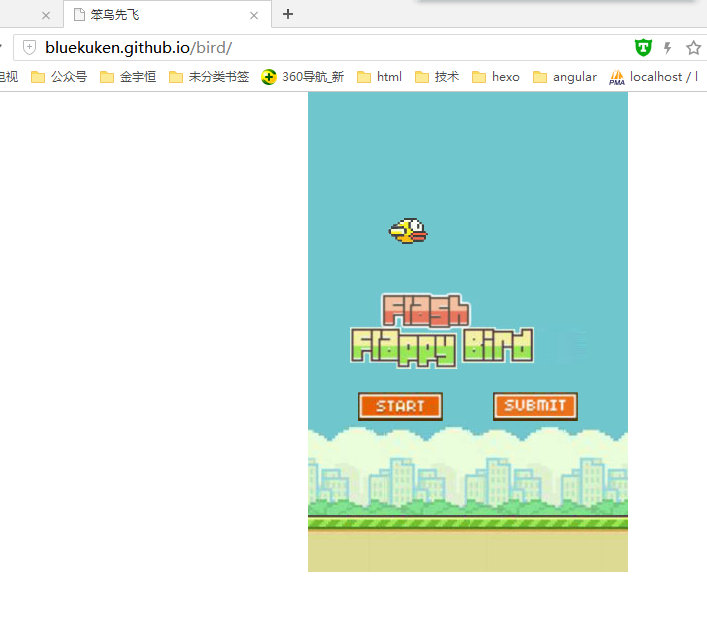 笨鸟先飞
bluekuken.github.io/bird/
电视 公众号 金宇恒 未分类书签 360导航_新 html 技术 hexo angular PMA localhost / l
Flash
Flappy Bird
START SUBMIT